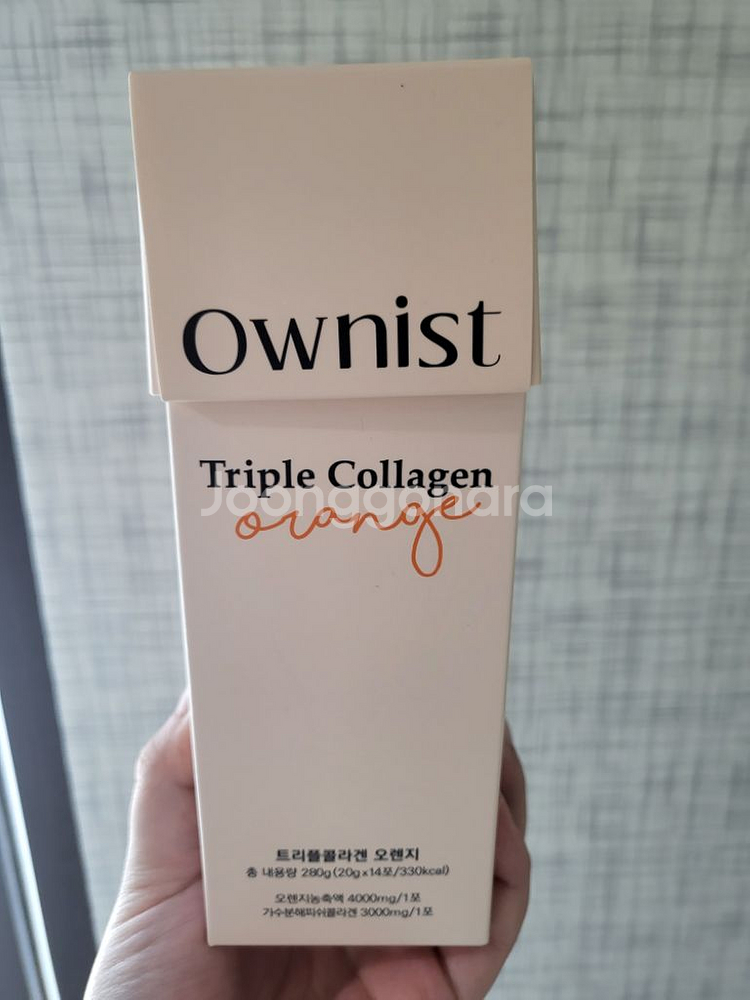 Ownist
Triple Collagen
Joonggonara
orange
트리플콜라겐 오렌지
총 내용량 280g(20g x 14포/330kcal)
오렌지농축액 4000mg/1포
가수분해피쉬콜라겐 3000mg/1포